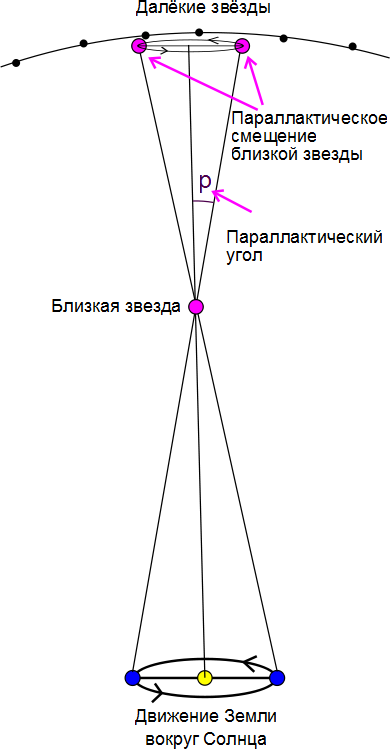 Далёкие звёзды
Параллактическое
смещение
близкой звезды
p
Параллактический
угол
Близкая звезда
Движение Земли
вокруг Солнца